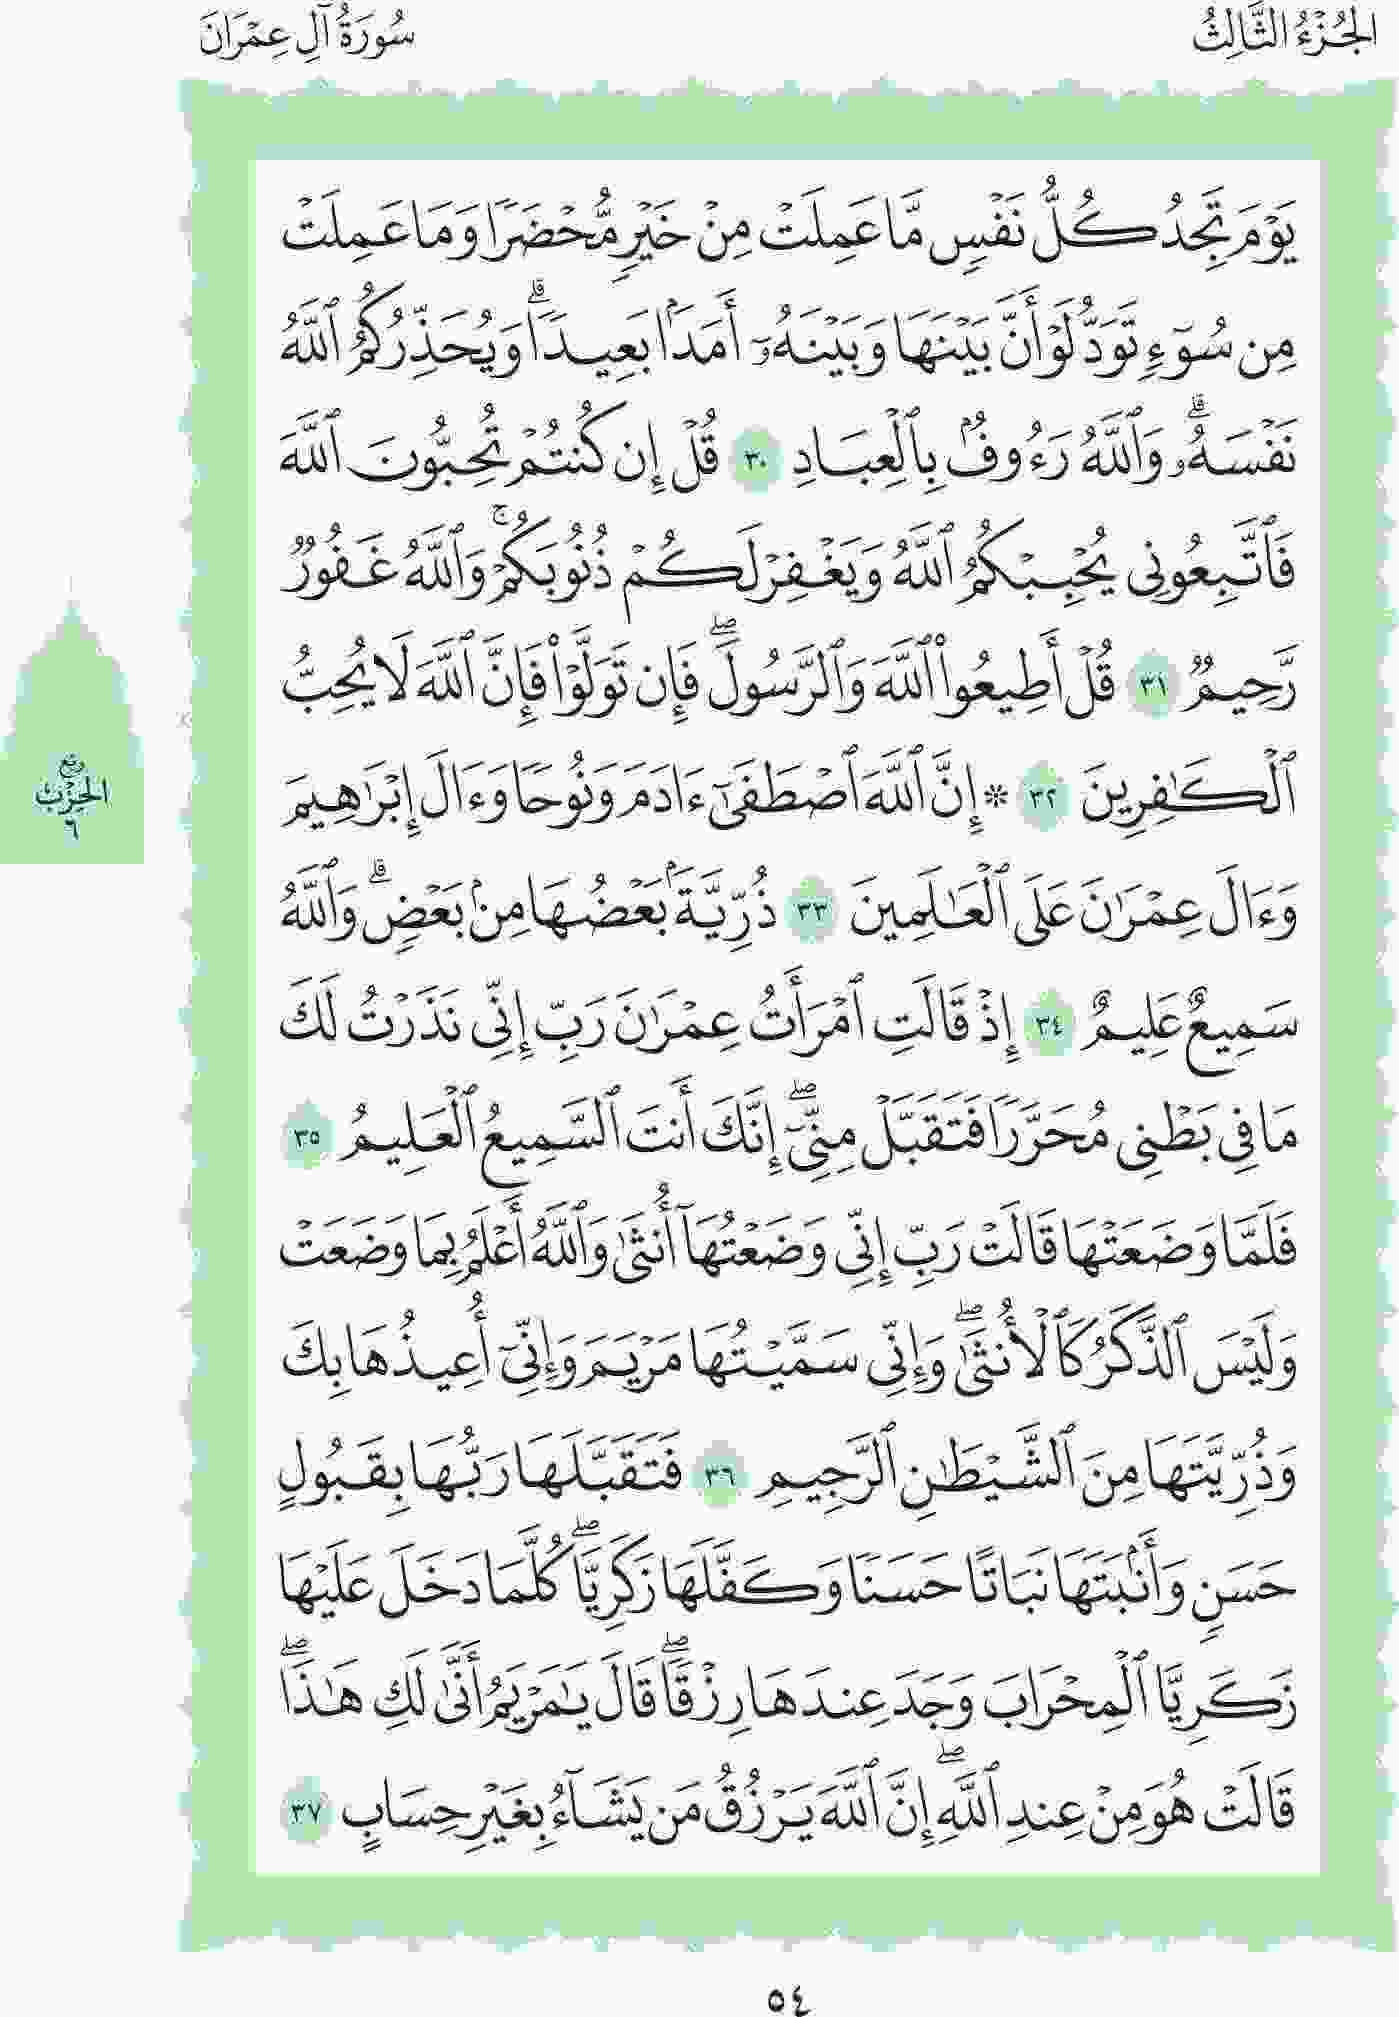 الجُزْءُ الثَّالِثُ
سُورَةُ آلِ عِمْرَانَ
يَوْمَ تَجِدُ كُلُّ نَفْسٍ مَّا عَمِلَتْ مِنْ خَيْرٍ مُّحْضَرًا وَمَا عَمِلَتْ
مِن سُوٓءٍ تَوَدُّ لَوْ أَنَّ بَيْنَهَا وَبَيْنَهُۥٓ أَمَدًۢا بَعِيدًاۗ وَيُحَذِّرُكُمُ ٱللَّهُ
نَفْسَهُۥۗ وَٱللَّهُ رَءُوفُۢ بِٱلْعِبَادِ ٣٠ قُلْ إِن كُنتُمْ تُحِبُّونَ ٱللَّهَ
فَٱتَّبِعُونِى يُحْبِبْكُمُ ٱللَّهُ وَيَغْفِرْ لَكُمْ ذُنُوبَكُمْۚ وَٱللَّهُ غَفُورٌ
رَّحِيمٌ ٣١ قُلْ أَطِيعُوا۟ ٱللَّهَ وَٱلرَّسُولَۖ فَإِن تَوَلَّوْا۟ فَإِنَّ ٱللَّهَ لَا يُحِبُّ
ٱلْكَٰفِرِينَ ٣٢ ۞ إِنَّ ٱللَّهَ ٱصْطَفَىٰٓ ءَادَمَ وَنُوحًا وَءَالَ إِبْرَٰهِيمَ
وَءَالَ عِمْرَٰنَ عَلَى ٱلْعَٰلَمِينَ ٣٣ ذُرِّيَّةًۢ بَعْضُهَا مِنۢ بَعْضٍۗ وَٱللَّهُ
سَمِيعٌ عَلِيمٌ ٣٤ إِذْ قَالَتِ ٱمْرَأَتُ عِمْرَٰنَ رَبِّ إِنِّى نَذَرْتُ لَكَ
مَا فِى بَطْنِى مُحَرَّرًا فَتَقَبَّلْ مِنِّىٓۖ إِنَّكَ أَنتَ ٱلسَّمِيعُ ٱلْعَلِيمُ ٣٥
فَلَمَّا وَضَعَتْهَا قَالَتْ رَبِّ إِنِّى وَضَعْتُهَآ أُنثَىٰ وَٱللَّهُ أَعْلَمُ بِمَا وَضَعَتْ
وَلَيْسَ ٱلذَّكَرُ كَٱلْأُنثَىٰۖ وَإِنِّى سَمَّيْتُهَا مَرْيَمَ وَإِنِّىٓ أُعِيذُهَا بِكَ
وَذُرِّيَّتَهَا مِنَ ٱلشَّيْطَٰنِ ٱلرَّجِيمِ ٣٦ فَتَقَبَّلَهَا رَبُّهَا بِقَبُولٍ
حَسَنٍ وَأَنۢبَتَهَا نَبَاتًا حَسَنًا وَكَفَّلَهَا زَكَرِيَّاۖ كُلَّمَا دَخَلَ عَلَيْهَا
زَكَرِيَّا ٱلْمِحْرَابَ وَجَدَ عِندَهَا رِزْقًاۖ قَالَ يَٰمَرْيَمُ أَنَّىٰ لَكِ هَٰذَاۖ
قَالَتْ هُوَ مِنْ عِندِ ٱللَّهِۖ إِنَّ ٱللَّهَ يَرْزُقُ مَن يَشَآءُ بِغَيْرِ حِسَابٍ ٣٧
رُبْع
الحِزْب
٦
٥٤